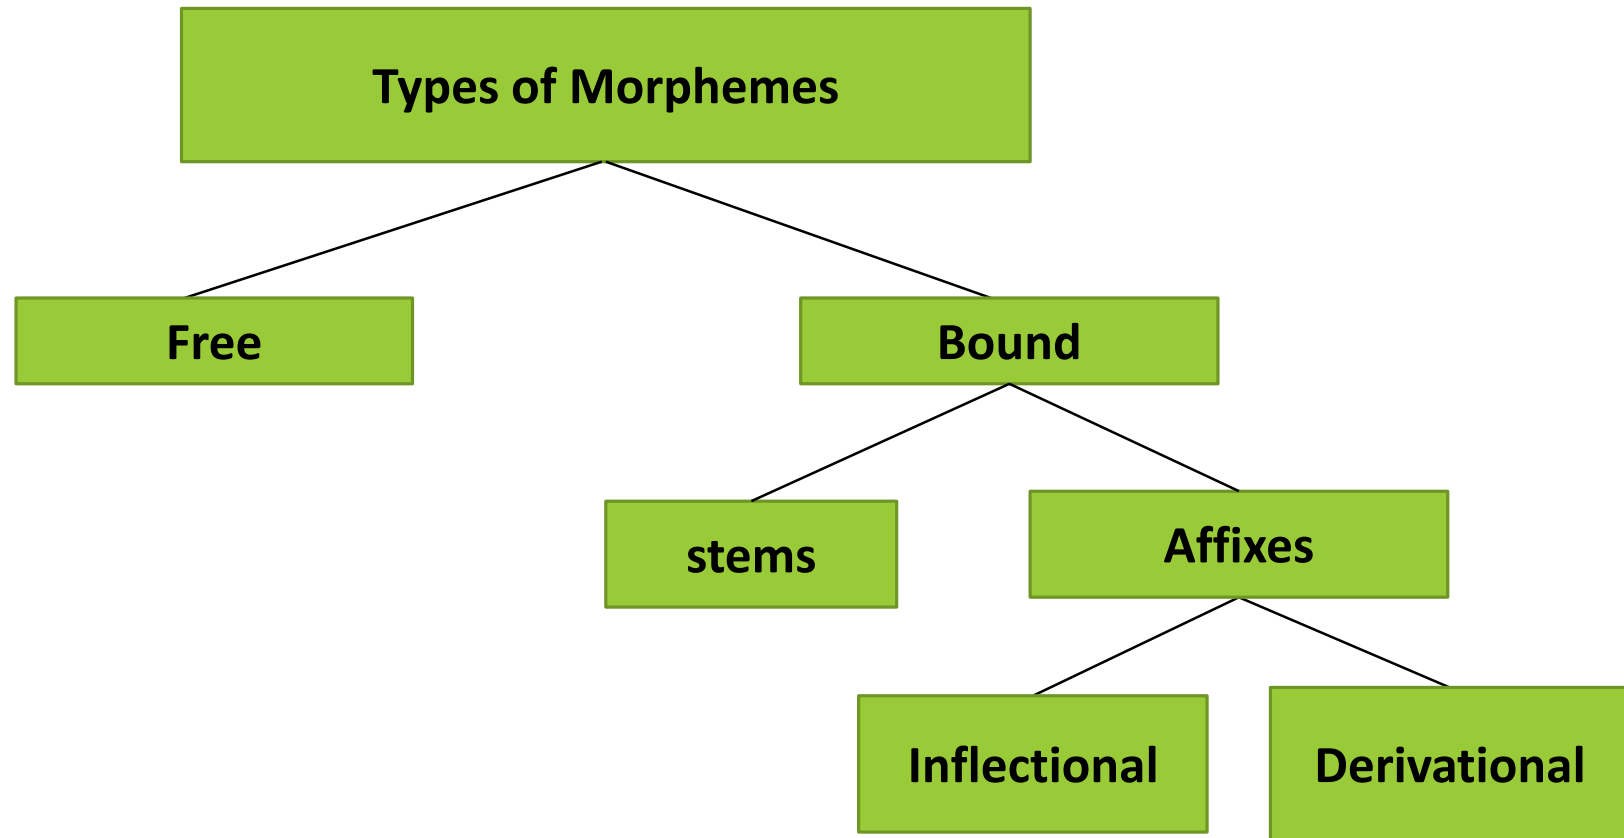 Types of Morphemes
Free
Bound
stems
Affixes
Inflectional
Derivational